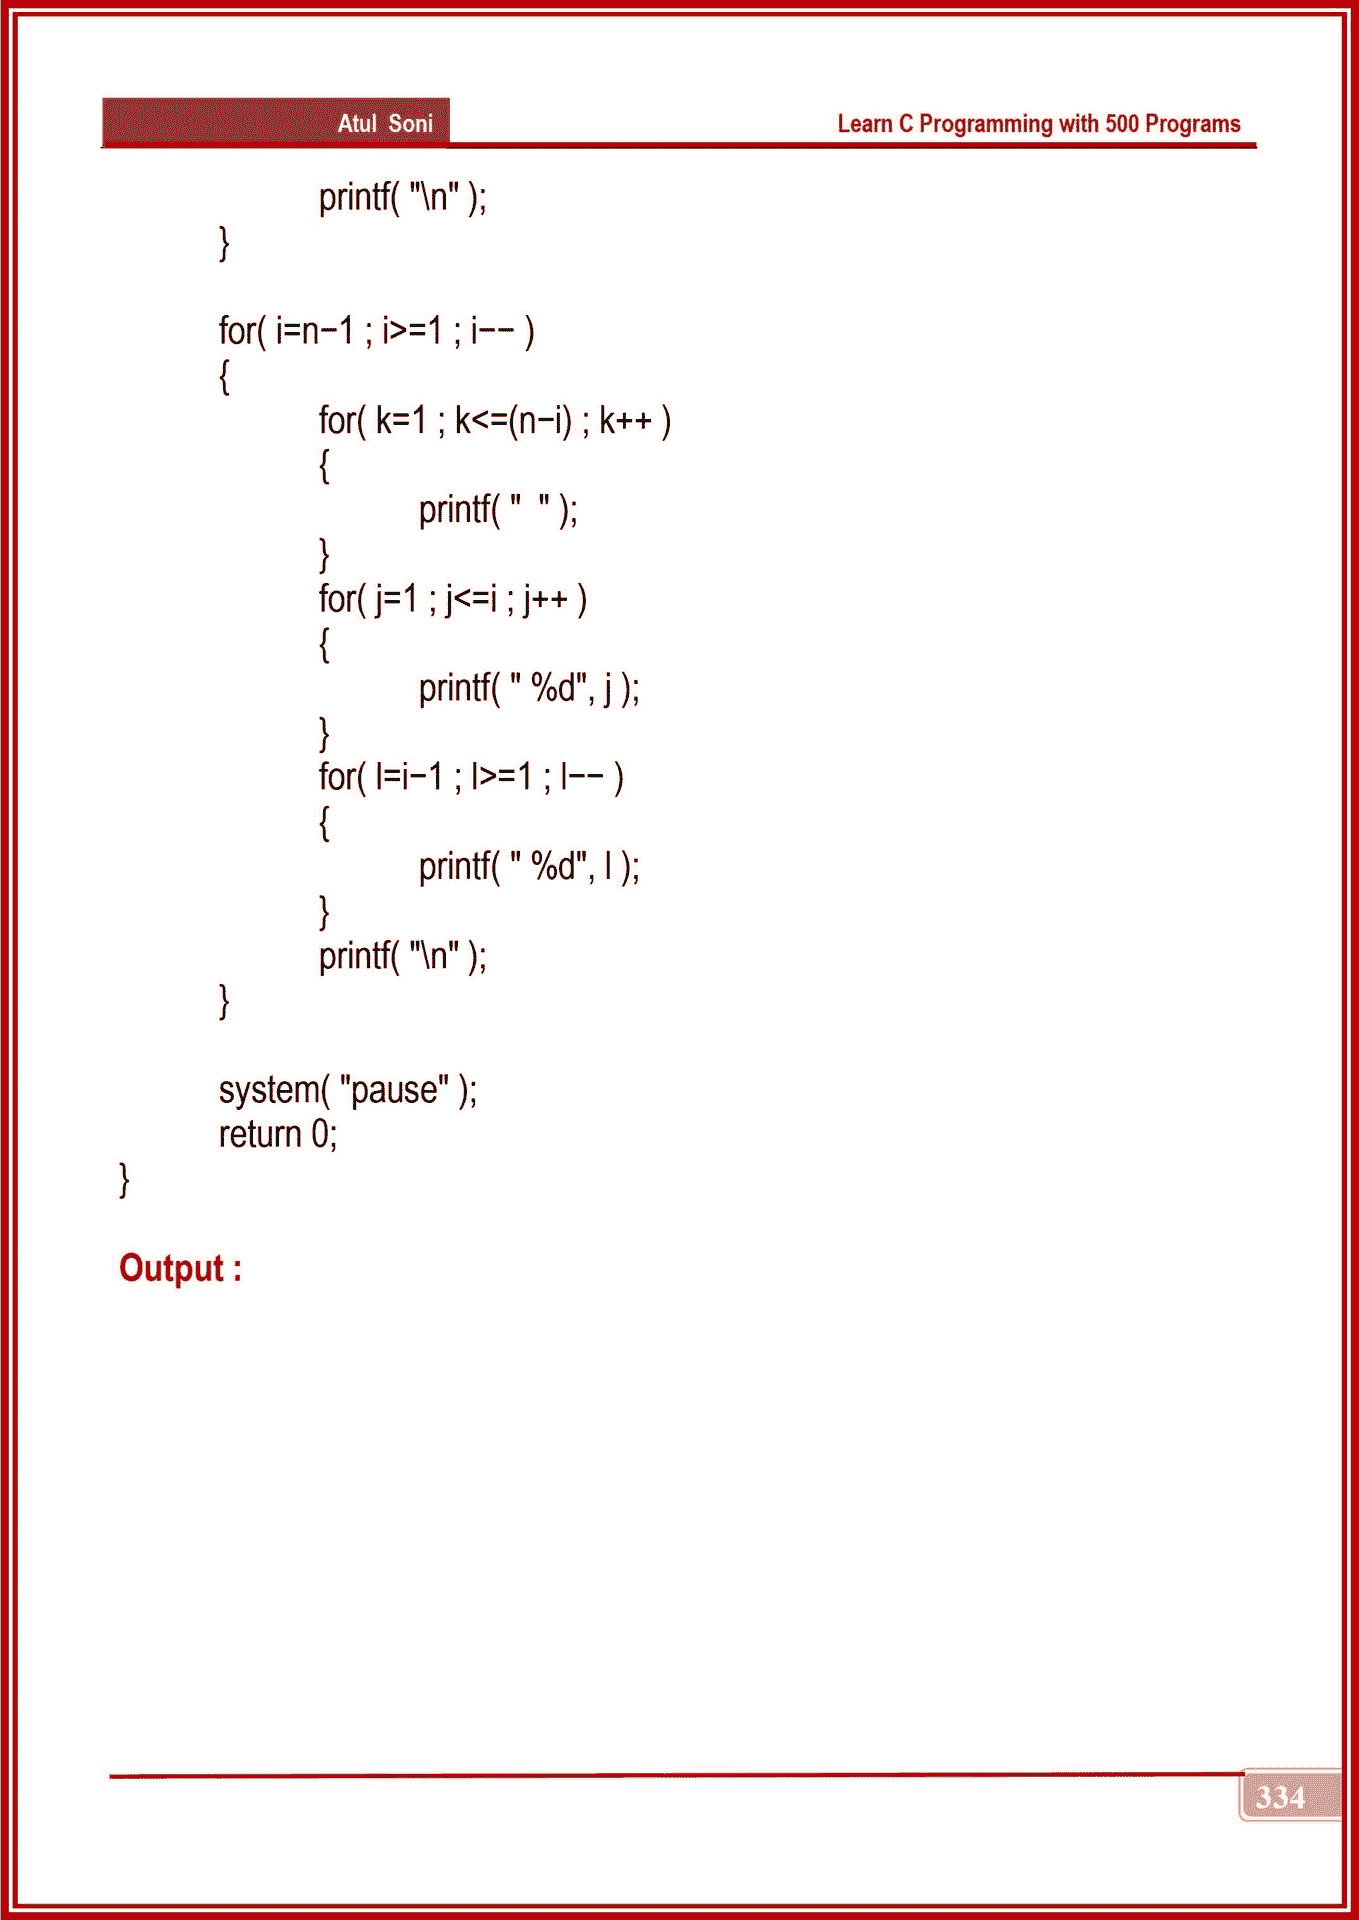 Atul  Soni
Learn C Programming with 500 Programs
printf( "\n" );
}
for( i=n−1 ; i>=1 ; i−− )
{
for( k=1 ; k<=(n−i) ; k++ )
{
printf( "  " );
}
for( j=1 ; j<=i ; j++ )
{
printf( " %d", j );
}
for( l=i−1 ; l>=1 ; l−− )
{
printf( " %d", l );
}
printf( "\n" );
}
system( "pause" );
return 0;
}
Output :
334